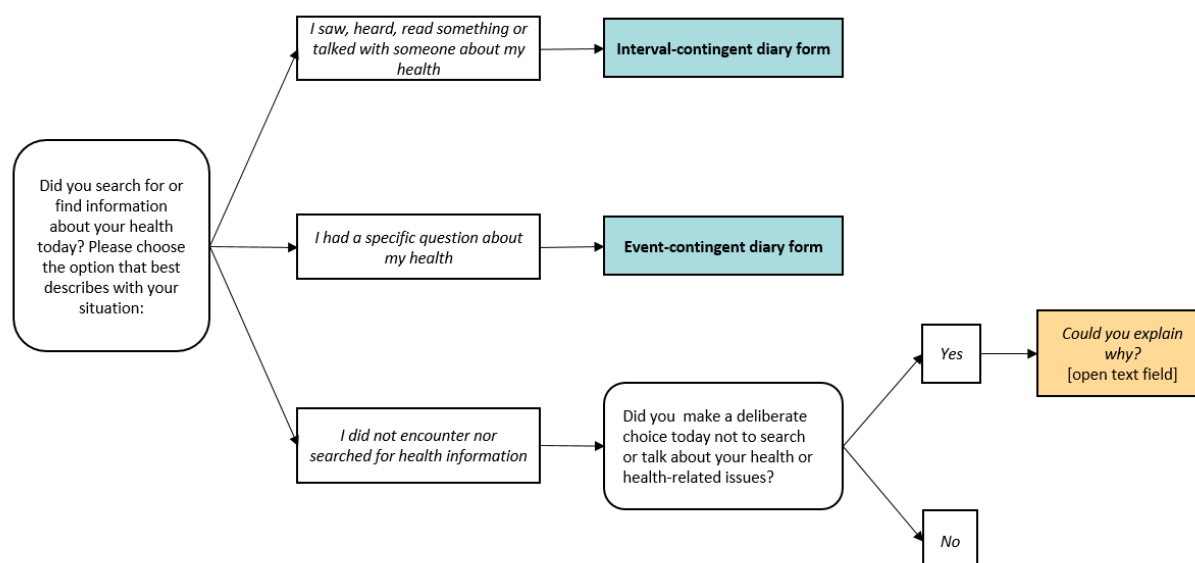 I saw, heard, read something or
talked with someone about my
health
Interval-contingent diary form
Did you search for or
find information
about your health
today? Please choose
the option that best
describes with your
situation:
I had a specific question about
my health
Event-contingent diary form
I did not encounter nor
searched for health information
Did you  make a deliberate
choice today not to search
or talk about your health or
health-related issues?
Yes
Could you explain
why?
[open text field]
No